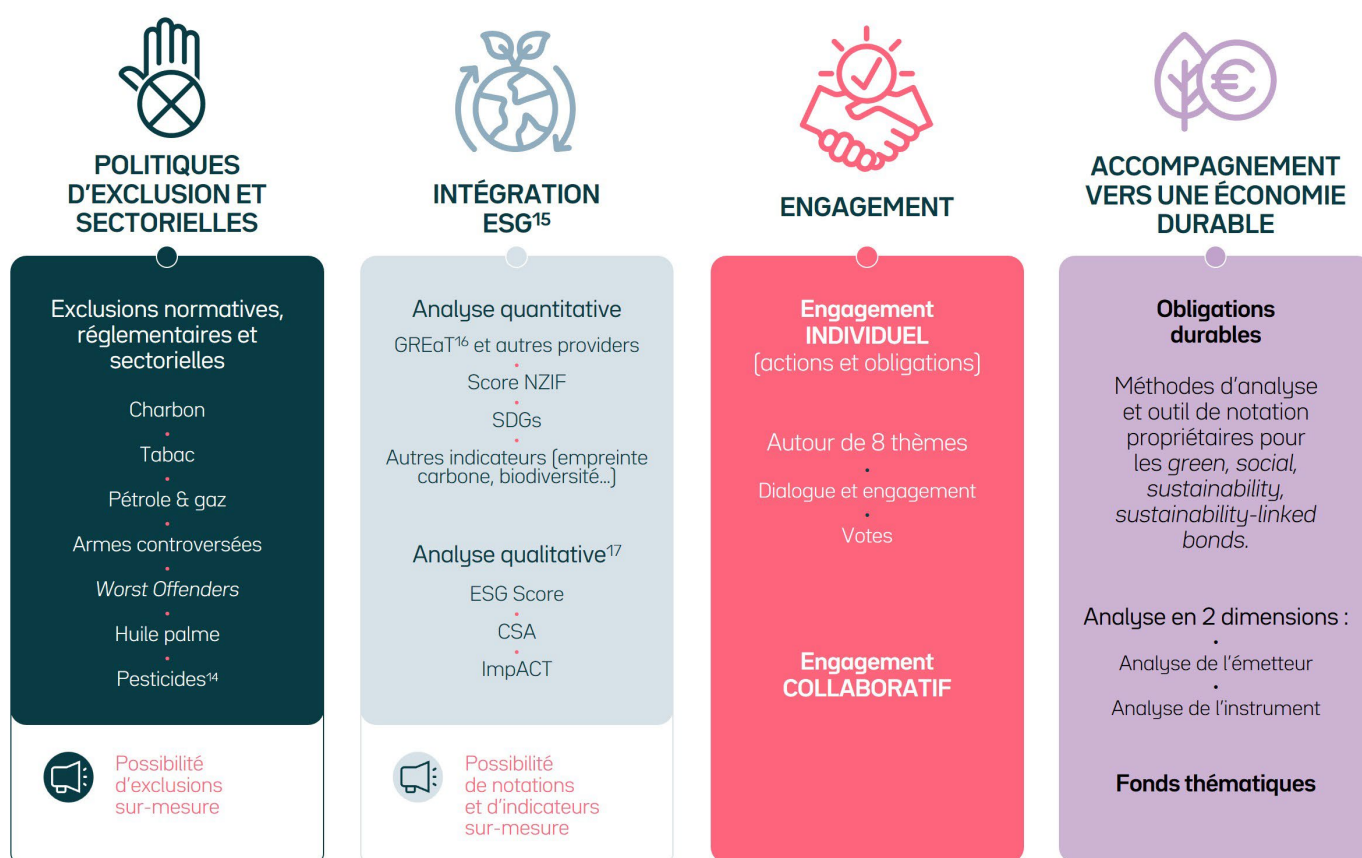 POLITIQUES
D'EXCLUSION ET
SECTORIELLES
Exclusions normatives,
réglementaires et
sectorielles
Charbon
•
Tabac
•
Pétrole & gaz
•
Armes controversées
•
Worst Offenders
•
Huile palme
•
Pesticides¹⁴
Possibilité
d'exclusions
sur-mesure
INTÉGRATION
ESG¹⁵
Analyse quantitative
GREaT¹⁶ et autres providers
•
Score NZIF
•
SDGs
•
Autres indicateurs (empreinte
carbone, biodiversité...)
Analyse qualitative¹⁷
ESG Score
•
CSA
•
ImpACT
Possibilité
de notations
et d'indicateurs
sur-mesure
ENGAGEMENT
Engagement
INDIVIDUEL
(actions et obligations)
Autour de 8 thèmes
•
Dialogue et engagement
•
Votes
Engagement
COLLABORATIF
€
ACCOMPAGNEMENT
VERS UNE ÉCONOMIE
DURABLE
Obligations
durables
Méthodes d'analyse
et outil de notation
propriétaires pour
les green, social,
sustainability,
sustainability-linked
bonds.
Analyse en 2 dimensions :
•
Analyse de l'émetteur
•
Analyse de l'instrument
Fonds thématiques